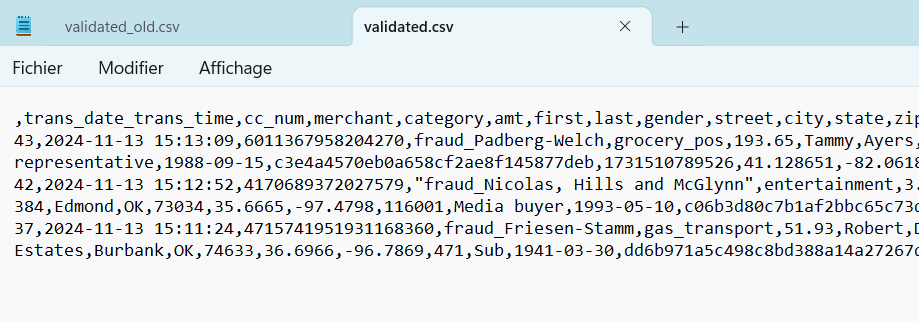 validated_old.csv
validated.csv
Fichier Modifier Affichage
,trans_date_trans_time,cc_num,merchant,category,amt,first,last,gender,street,city,state,zip
43,2024-11-13 15:13:09,6011367958204270,fraud_Padberg-Welch,grocery_pos,193.65,Tammy,Ayers,
representative,1988-09-15,c3e4a4570eb0a658cf2ae8f145877deb,1731510789526,41.128651,-82.0618
42,2024-11-13 15:12:52,4170689372027579,"fraud_Nicolas, Hills and McGlynn",entertainment,3.
384,Edmond,OK,73034,35.6665,-97.4798,116001,Media buyer,1993-05-10,c06b3d80c7b1af2bbc65c73
37,2024-11-13 15:11:24,4715741951931168360,fraud_Friesen-Stamm,gas_transport,51.93,Robert,D
Estates,Burbank,OK,74633,36.6966,-96.7869,471,Sub,1941-03-30,dd6b971a5c498c8bd388a14a27267